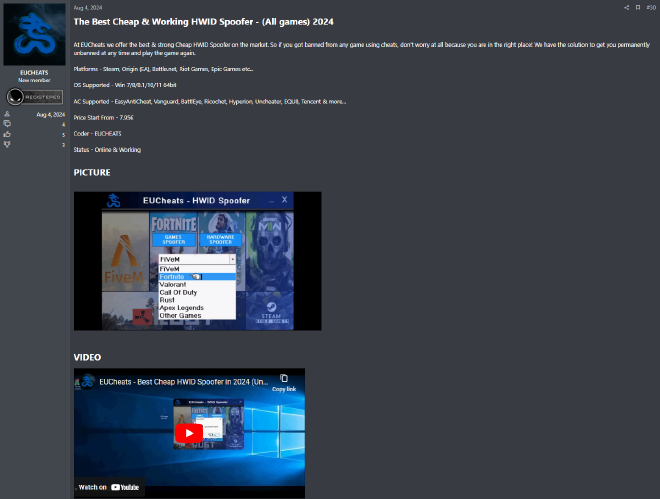 Aug 4, 2024
#50
The Best Cheap & Working HWID Spoofer - (All games) 2024
EUCHEATS
New member
REGISTERED
Aug 4, 2024
4
5
3
At EUCheats we offer the best & strong Cheap HWID Spoofer on the market. So if you got banned from any game using cheats, don't worry at all because you are in the right place! We have the solution to get you permanently
unbanned at any time and play the game again.
Platforms - Steam, Origin (EA), Battle.net, Riot Games, Epic Games etc...
OS Supported - Win 7/8/8.1/10/11 64bit
AC Supported - EasyAntiCheat, Vanguard, BattlEye, Ricochet, Hyperion, Uncheater, EQU8, Tencent & more...
Price Start From - 7.95€
Coder - EUCHEATS
Status - Online & Working
PICTURE
EUCheats - HWID Spoofer
_ X
FORTNITE
GAMES
SPOOFER
HARDWARE
SPOOFER
FiveM
FiVeM
FiVeM
Fortnite
Valorant
Call Of Duty
Rust
Apex Legends
Other Games
STEAM
VIDEO
EUCheats - Best Cheap HWID Spoofer in 2024 (Un...
Copy link
Watch on YouTube